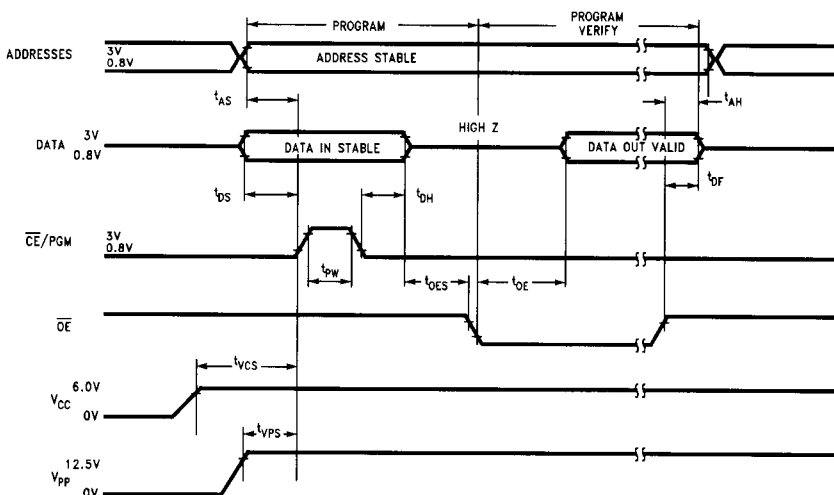 PROGRAM
PROGRAM
VERIFY
ADDRESSES
3V
0.8V
ADDRESS STABLE
tAS
tAH
HIGH Z
DATA
3V
0.8V
DATA IN STABLE
DATA OUT VALID
tDS
tDH
tDF
C̅E̅/PGM
3V
0.8V
tPW
tOES
tOE
O̅E̅
tVCS
VCC
6.0V
0V
tVPS
VPP
12.5V
0V